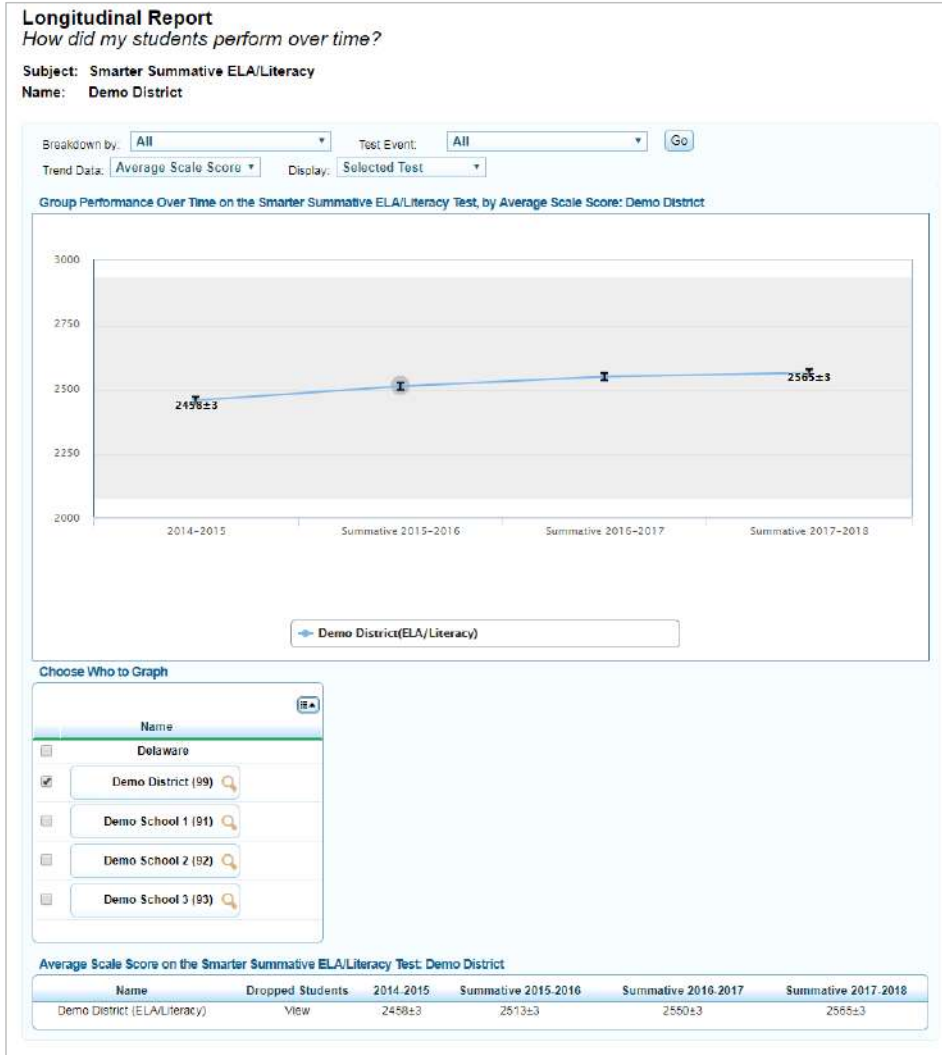 Longitudinal Report
How did my students perform over time?
Subject: Smarter Summative ELA/Literacy
Name: Demo District
Breakdown by: All Test Event: All Go
Trend Data: Average Scale Score Display: Selected Test
Group Performance Over Time on the Smarter Summative ELA/Literacy Test, by Average Scale Score: Demo District
3000
2750
2500
2565±3
2458±3
2250
2000
2014-2015 Summative 2015-2016 Summative 2016-2017 Summative 2017-2018
Demo District(ELA/Literacy)
Choose Who to Graph
Name
Delaware
Demo District (99)
Demo School 1 (91)
Demo School 2 (92)
Demo School 3 (93)
Average Scale Score on the Smarter Summative ELA/Literacy Test: Demo District
Name Dropped Students 2014-2015 Summative 2015-2016 Summative 2016-2017 Summative 2017-2018
Demo District (ELA/Literacy) View 2458±3 2513±3 2550±3 2565±3